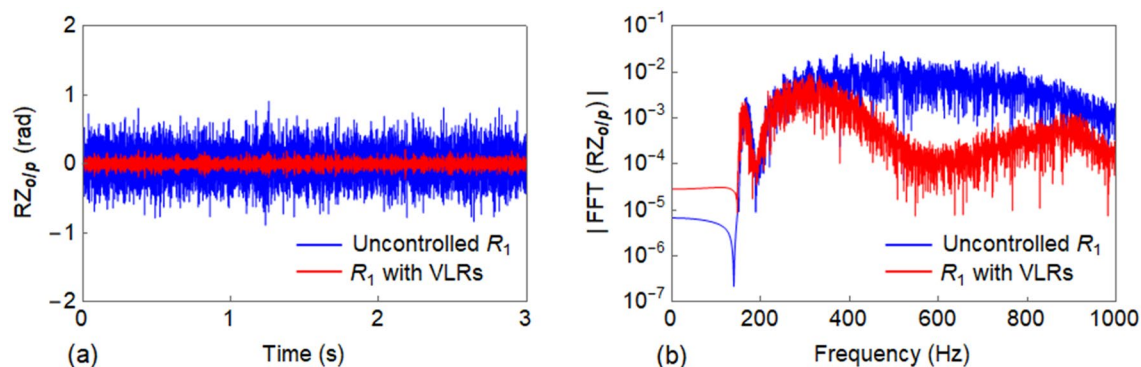 2
1
0
−1
−2
RZo/p (rad)
Uncontrolled R1
R1 with VLRs
0
1
2
3
(a)
Time (s)
10−1
10−2
10−3
10−4
10−5
10−6
10−7
| FFT (RZo/p) |
Uncontrolled R1
R1 with VLRs
0
200
400
600
800
1000
(b)
Frequency (Hz)